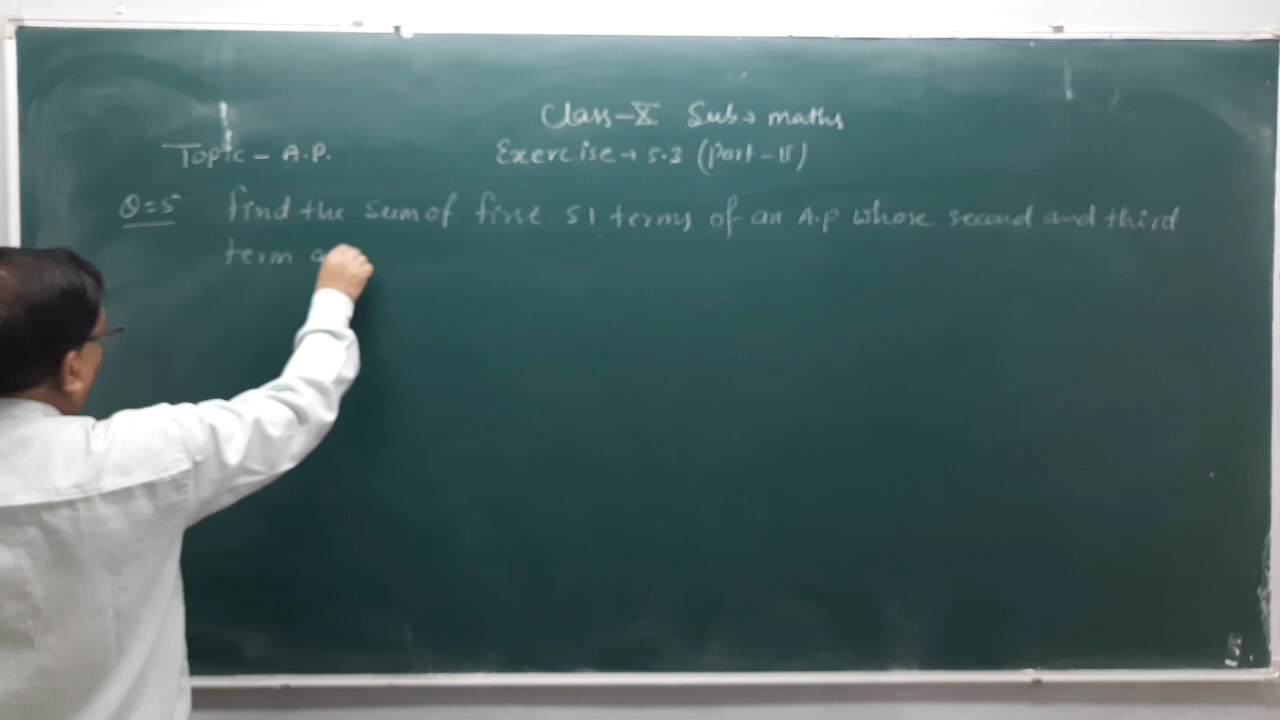 Class-X Sub→ maths
Topic - A.P.
Exercise→ 5.3 (Part-II)
Q=5 find the sum of first 51 terms of an A.P whose second and third
term